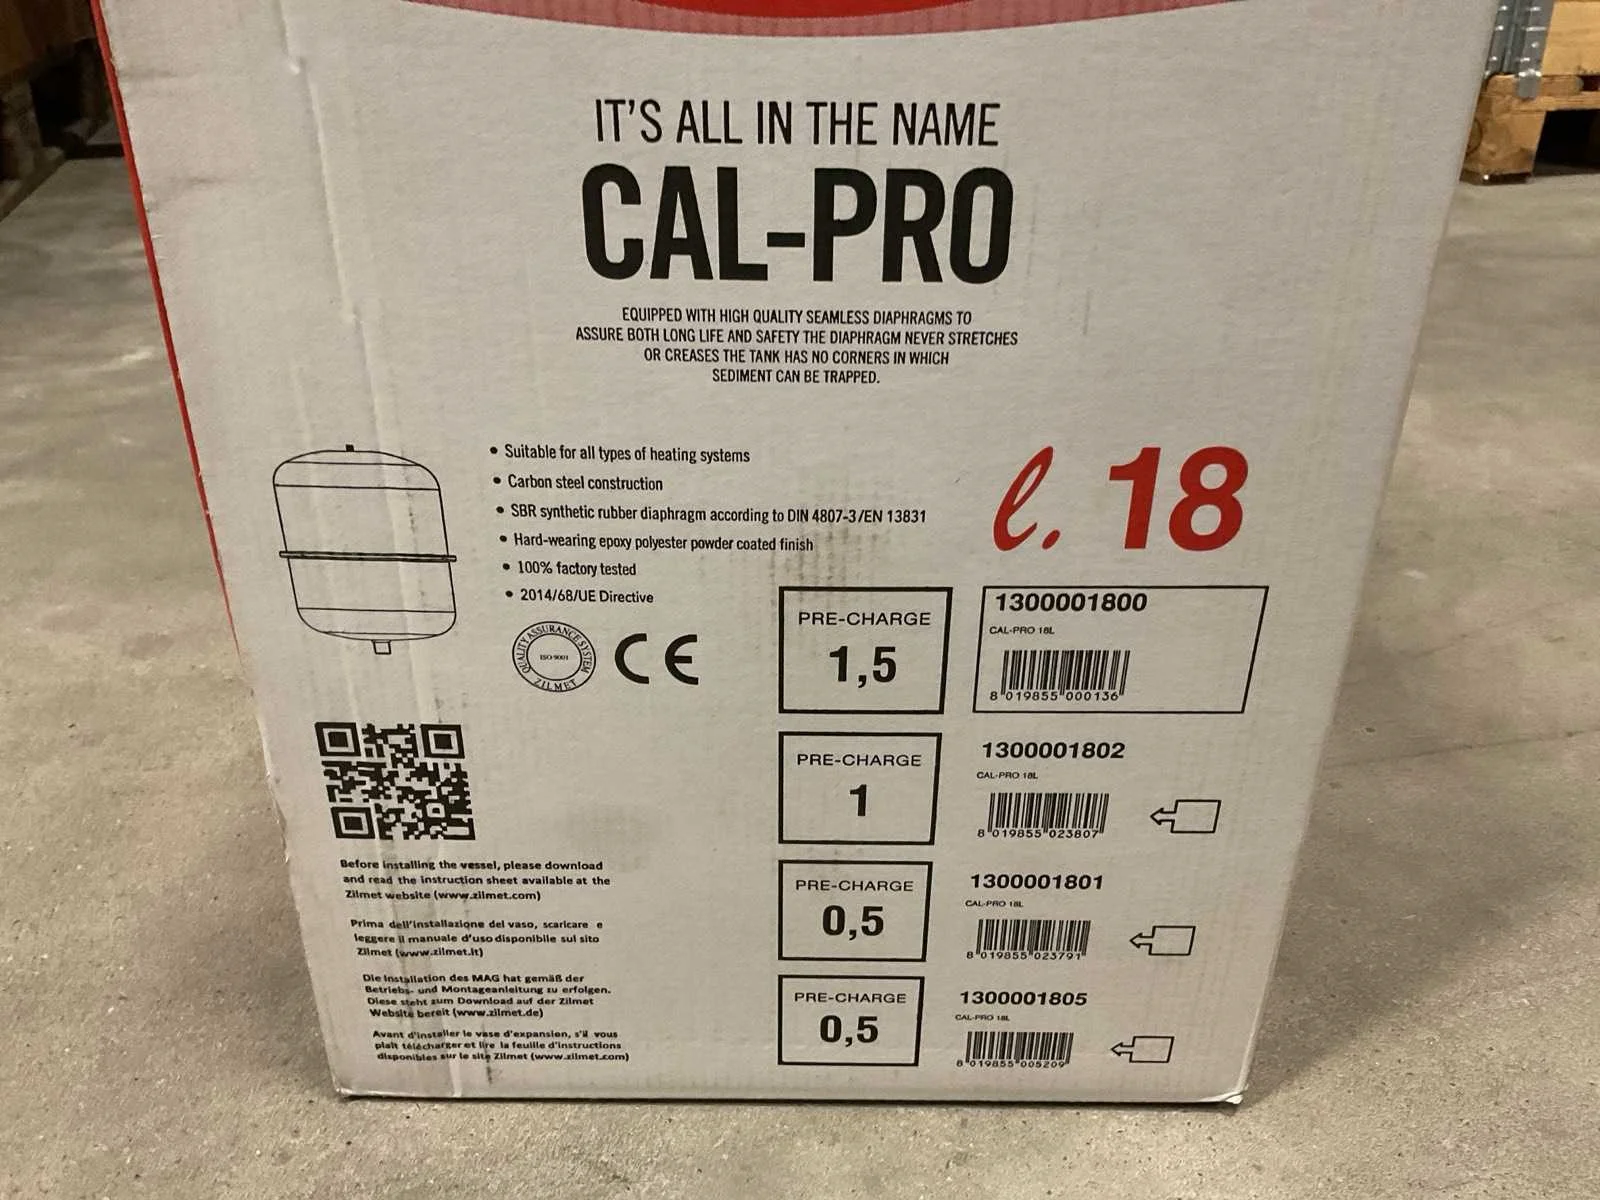 IT'S ALL IN THE NAME
CAL-PRO
EQUIPPED WITH HIGH QUALITY SEAMLESS DIAPHRAGMS TO
ASSURE BOTH LONG LIFE AND SAFETY THE DIAPHRAGM NEVER STRETCHES
OR CREASES THE TANK HAS NO CORNERS IN WHICH
SEDIMENT CAN BE TRAPPED.
• Suitable for all types of heating systems
• Carbon steel construction
• SBR synthetic rubber diaphragm according to DIN 4807-3/EN 13831
• Hard-wearing epoxy polyester powder coated finish
• 100% factory tested
• 2014/68/UE Directive
ℓ. 18
QUALITY ASSURANCE SYSTEM
ISO 9001
ZILMET
CE
PRE-CHARGE
1,5
1300001800
CAL-PRO 18L
8 019855 000136
PRE-CHARGE
1
1300001802
CAL-PRO 18L
8 019855 023807
PRE-CHARGE
0,5
1300001801
CAL-PRO 18L
8 019855 023791
PRE-CHARGE
0,5
1300001805
CAL-PRO 18L
8 019855 005209
Before installing the vessel, please download
and read the instruction sheet available at the
Zilmet website (www.zilmet.com)
Prima dell'installazione del vaso, scaricare e
leggere il manuale d'uso disponibile sul sito
Zilmet (www.zilmet.it)
Die Installation des MAG hat gemäß der
Betriebs- und Montageanleitung zu erfolgen.
Diese steht zum Download auf der Zilmet
Website bereit (www.zilmet.de)
Avant d'installer le vase d'expansion, s'il vous
plaît télécharger et lire la feuille d'instructions
disponibles sur le site Zilmet (www.zilmet.com)